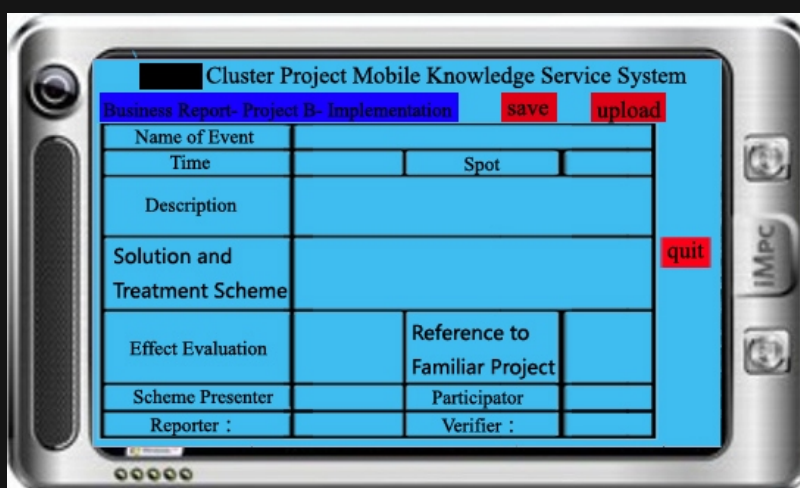 Cluster Project Mobile Knowledge Service System
Business Report- Project B- Implementation save upload
Name of Event
Time Spot
Description
Solution and
Treatment Scheme
quit
iMPC
Effect Evaluation
Reference to
Familiar Project
Scheme Presenter Participator
Reporter： Verifier：